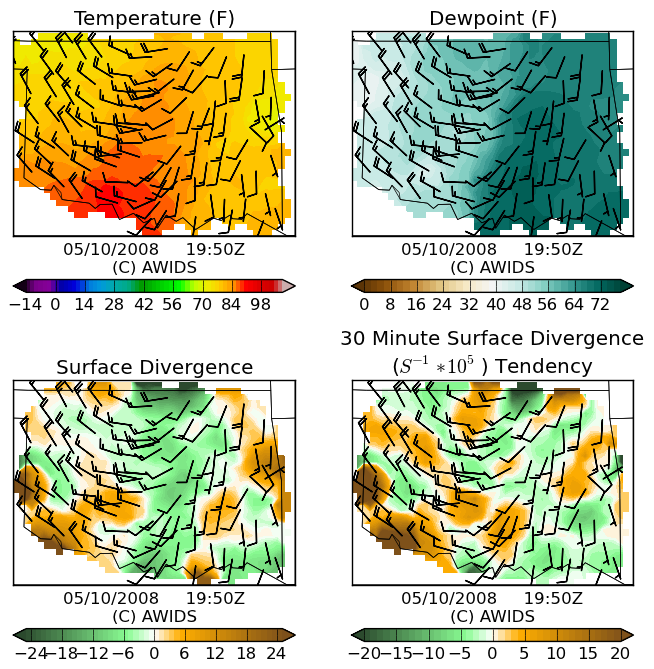 Temperature (F)
Dewpoint (F)
05/10/2008 19:50Z
(C) AWIDS
−14 0 14 28 42 56 70 84 98
05/10/2008 19:50Z
(C) AWIDS
0 8 16 24 32 40 48 56 64 72
Surface Divergence
30 Minute Surface Divergence
(S⁻¹ *10⁵ ) Tendency
05/10/2008 19:50Z
(C) AWIDS
−24 −18 −12 −6 0 6 12 18 24
05/10/2008 19:50Z
(C) AWIDS
−20 −15 −10 −5 0 5 10 15 20